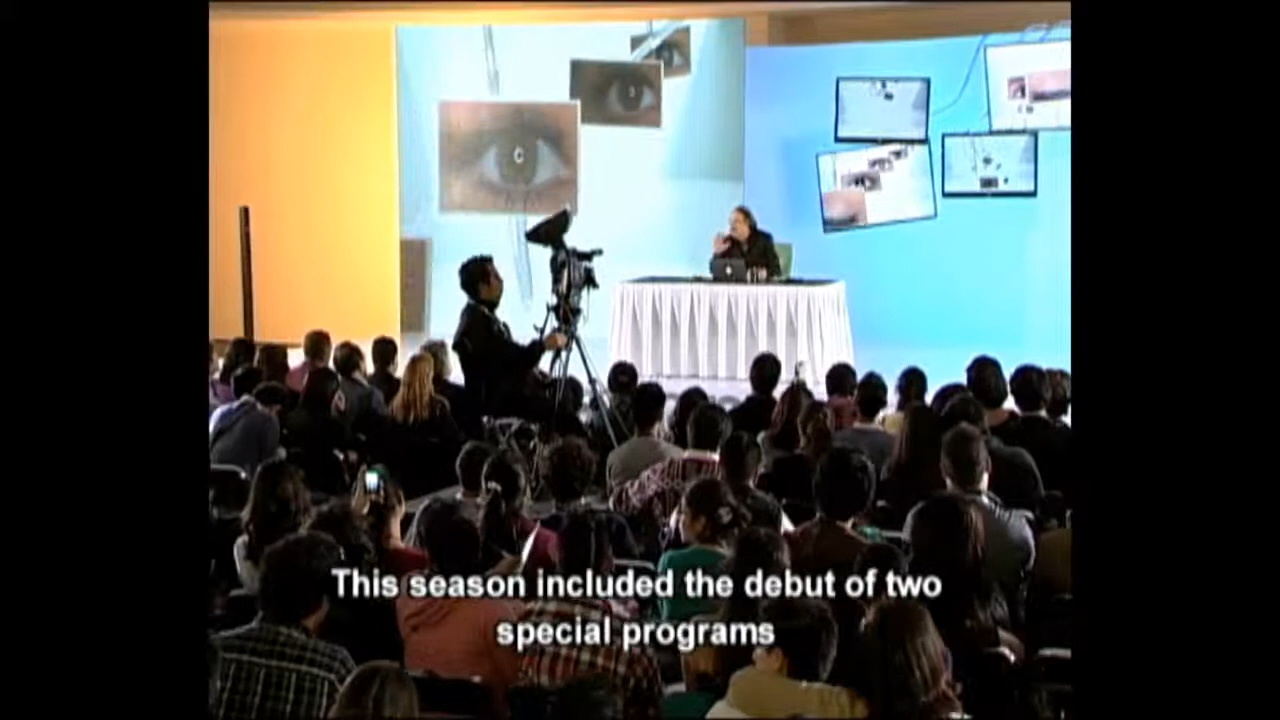 This season included the debut of two
special programs